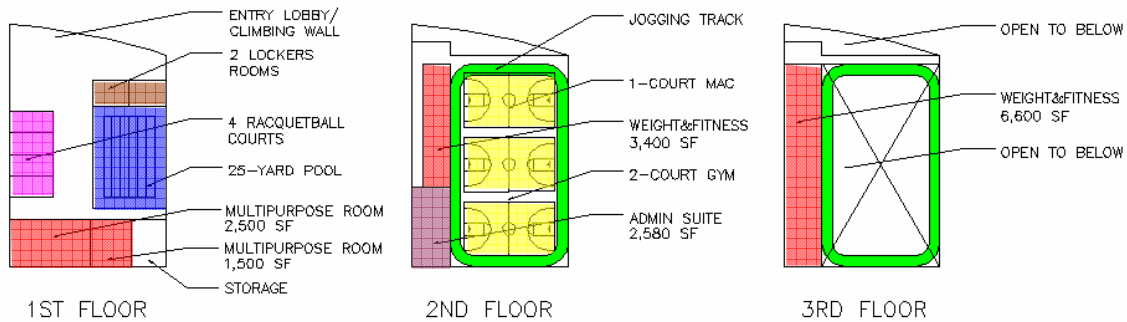 ENTRY LOBBY/
CLIMBING WALL
2 LOCKERS
ROOMS
4 RACQUETBALL
COURTS
25-YARD POOL
MULTIPURPOSE ROOM
2,500 SF
MULTIPURPOSE ROOM
1,500 SF
STORAGE
1ST FLOOR
JOGGING TRACK
1-COURT MAC
WEIGHT&FITNESS
3,400 SF
2-COURT GYM
ADMIN SUITE
2,580 SF
2ND FLOOR
OPEN TO BELOW
WEIGHT&FITNESS
6,600 SF
OPEN TO BELOW
3RD FLOOR